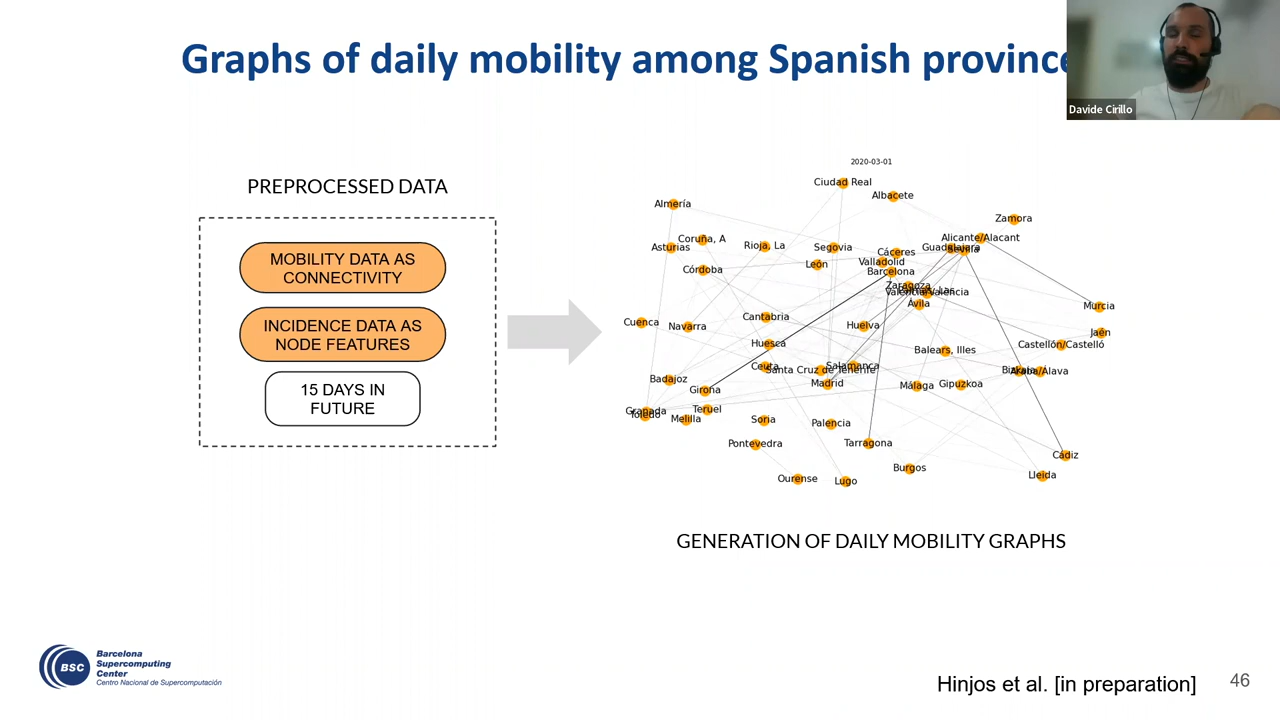 Graphs of daily mobility among Spanish province
Davide Cirillo
PREPROCESSED DATA
MOBILITY DATA AS
CONNECTIVITY
INCIDENCE DATA AS
NODE FEATURES
15 DAYS IN
FUTURE
2020-03-01
Ciudad Real
Albacete
Almería
Zamora
Alicante/Alacant
Coruña, A
Asturias
Rioja, La
Segovia
Guadalajara
Sevilla
Cáceres
Valladolid
León
Córdoba
Barcelona
Zaragoza
Valencia/València
Ávila
Murcia
Cantabria
Cuenca
Navarra
Huelva
Jaén
Castellón/Castelló
Huesca
Balears, Illes
Ceuta
Salamanca
Santa Cruz de Tenerife
Bizkaia
Araba/Álava
Badajoz
Madrid
Málaga
Gipuzkoa
Girona
Granada
Toledo
Teruel
Melilla
Soria
Palencia
Pontevedra
Tarragona
Cádiz
Burgos
Lleida
Ourense
Lugo
GENERATION OF DAILY MOBILITY GRAPHS
BSC
Barcelona
Supercomputing
Center
Centro Nacional de Supercomputación
Hinjos et al. [in preparation]
46